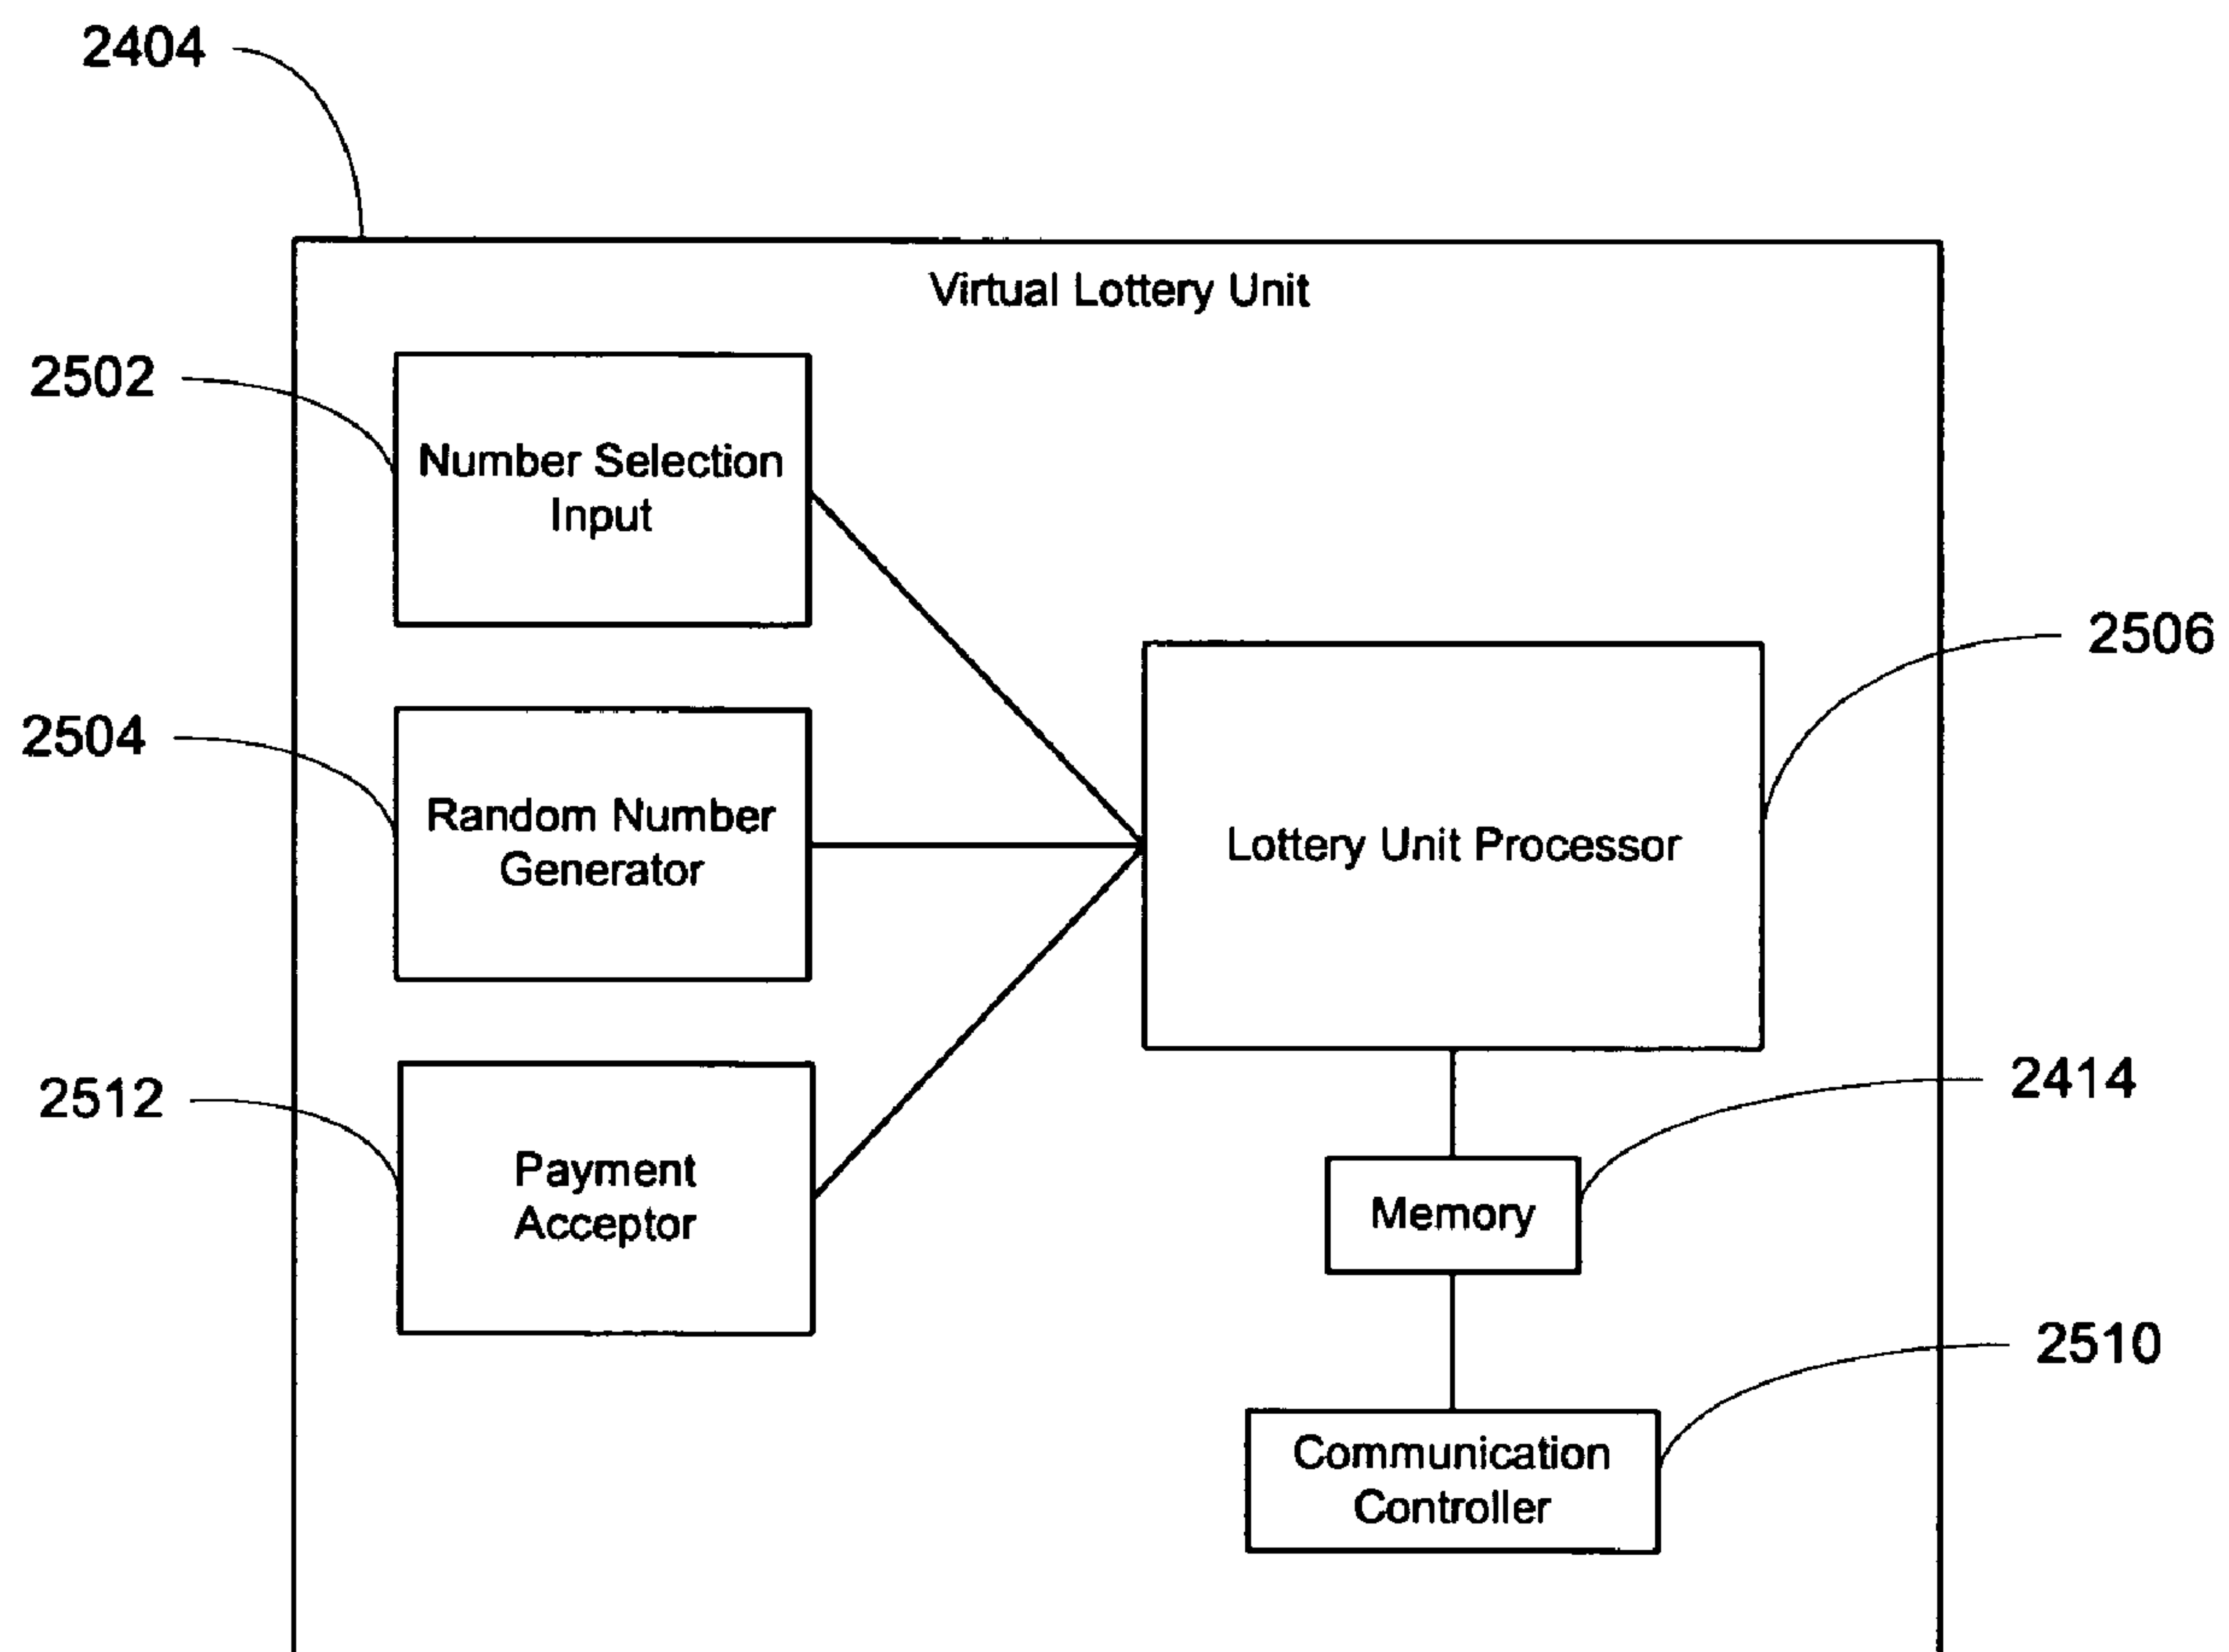 2404
Virtual Lottery Unit
2502
Number Selection
Input
2506
2504
Random Number
Generator
Lottery Unit Processor
2512
Payment
Acceptor
2414
Memory
2510
Communication
Controller